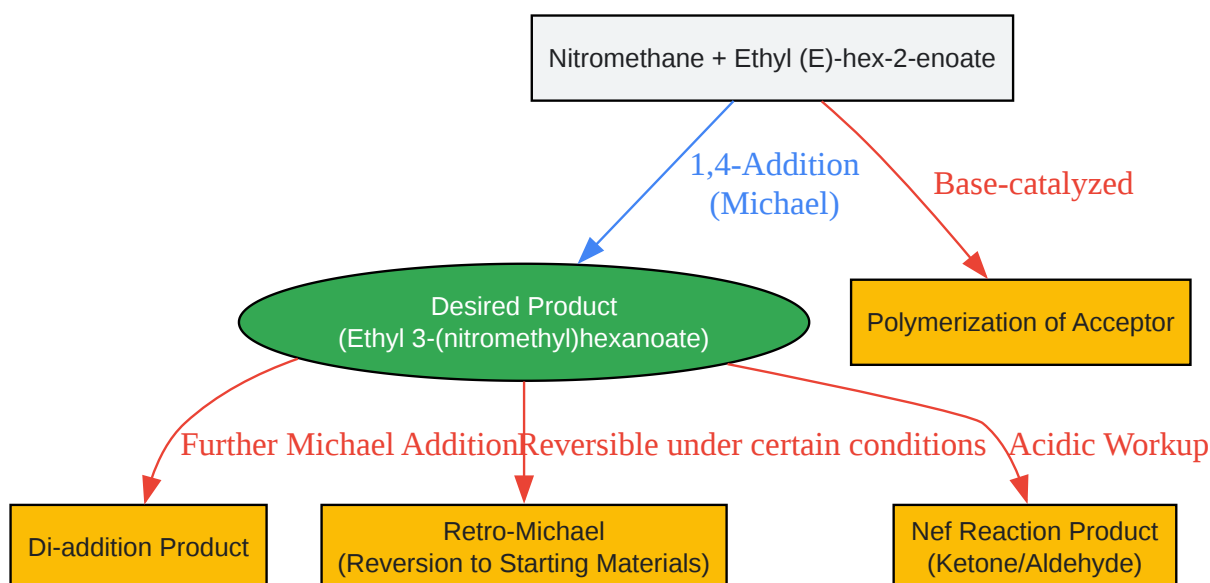 Nitromethane + Ethyl (E)-hex-2-enoate
1,4-Addition
(Michael)
Base-catalyzed
Desired Product
(Ethyl 3-(nitromethyl)hexanoate)
Polymerization of Acceptor
Further Michael Addition
Reversible under certain conditions
Acidic Workup
Di-addition Product
Retro-Michael
(Reversion to Starting Materials)
Nef Reaction Product
(Ketone/Aldehyde)